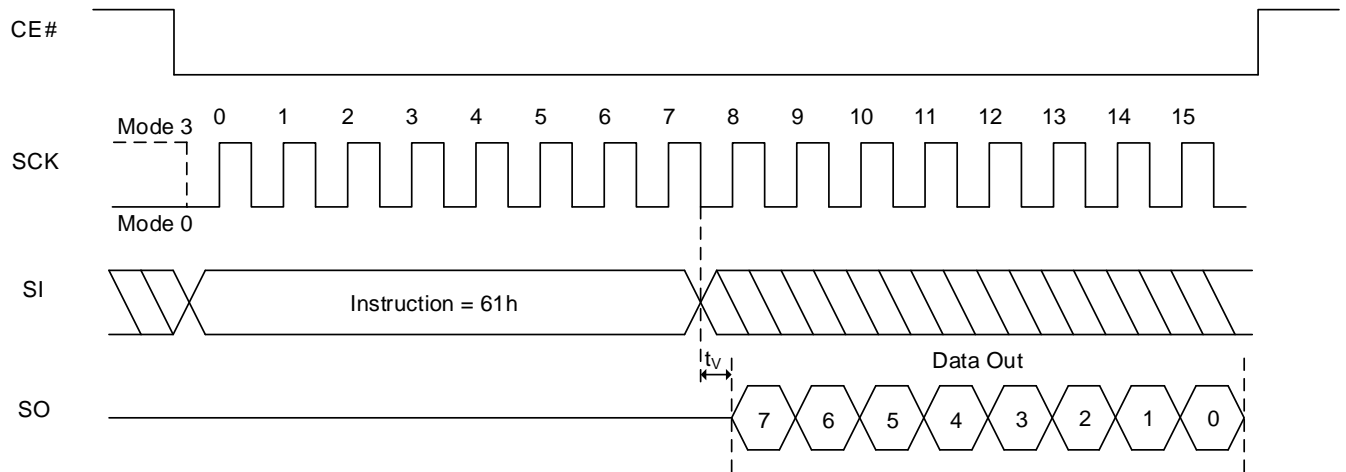 CE#
0 1 2 3 4 5 6 7 8 9 10 11 12 13 14 15
Mode 3
SCK
Mode 0
SI
Instruction = 61h
tV
Data Out
SO
7 6 5 4 3 2 1 0